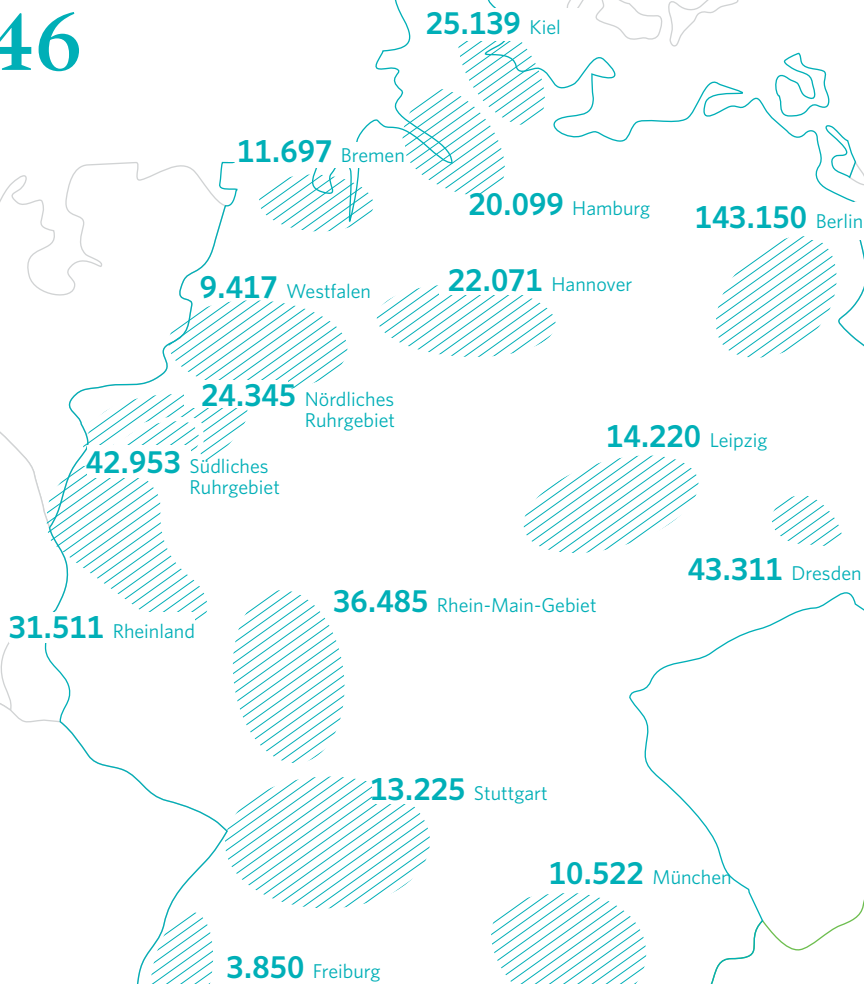 46
25.139 Kiel
11.697 Bremen
20.099 Hamburg
143.150 Berlin
9.417 Westfalen
22.071 Hannover
24.345 Nördliches
Ruhrgebiet
14.220 Leipzig
42.953 Südliches
Ruhrgebiet
43.311 Dresden
36.485 Rhein-Main-Gebiet
31.511 Rheinland
13.225 Stuttgart
10.522 München
3.850 Freiburg